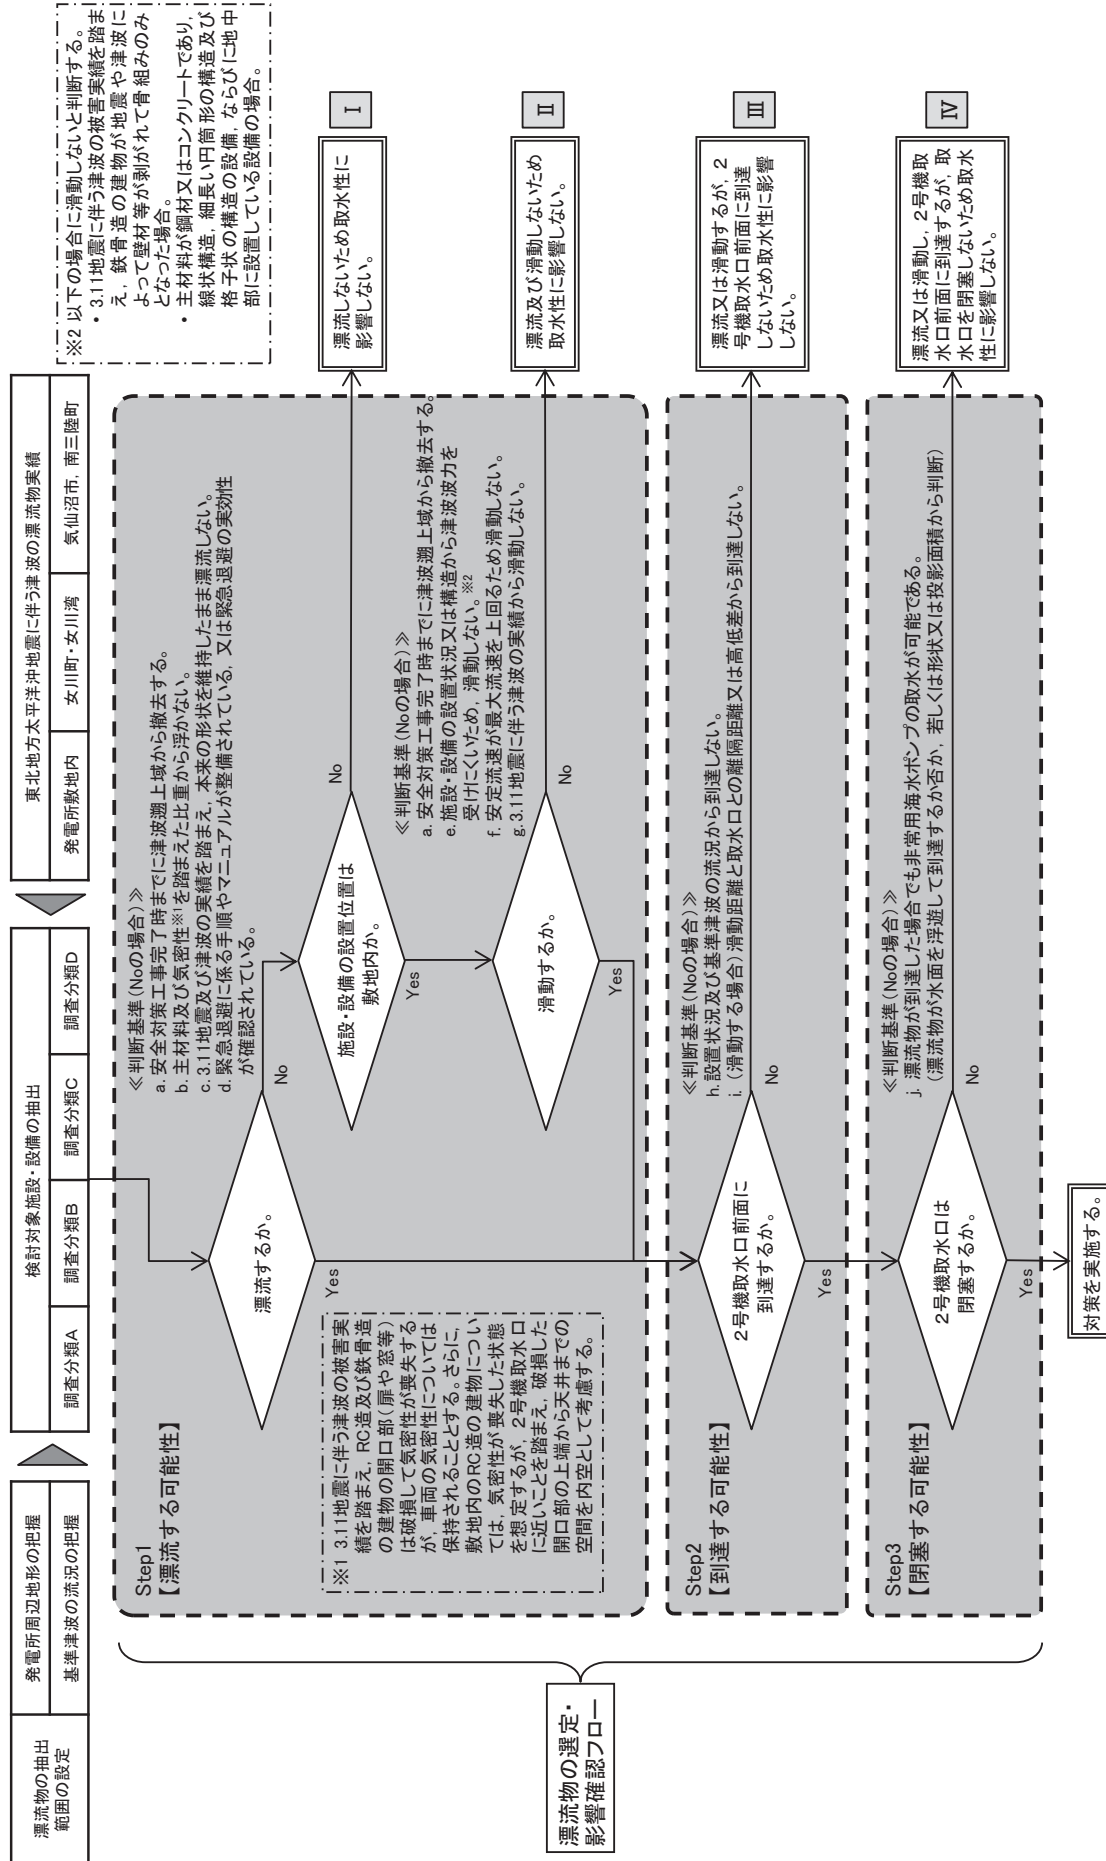 漂流物の抽出
範囲の設定
発電所周辺地形の把握
基準津波の流況の把握
検討対象施設・設備の抽出
調査分類A
調査分類B
調査分類C
調査分類D
東北地方太平洋沖地震に伴う津波の漂流物実績
発電所敷地内
女川町・女川湾
気仙沼市，南三陸町
漂流物の選定・
影響確認フロー
Step1
【漂流する可能性】
漂流するか。
Yes
No
≪判断基準(Noの場合)≫
a. 安全対策工事完了時までに津波遡上域から撤去する。
b. 主材料及び気密性※1を踏まえた比重から浮かない。
c. 3.11地震及び津波の実績を踏まえ，本来の形状を維持したまま漂流しない。
d. 緊急退避に係る手順やマニュアルが整備されている，又は緊急退避の実効性
が確認されている。
※1 3.11地震に伴う津波の被害実
績を踏まえ，RC造及び鉄骨造
の建物の開口部（扉や窓等）
は破損して気密性が喪失する
が，車両の気密性については
保持されることとする。さらに，
敷地内のRC造の建物につい
ては，気密性が喪失した状態
を想定するが，2号機取水口
に近いことを踏まえ，破損した
開口部の上端から天井までの
空間を内空として考慮する。
施設・設備の設置位置は
敷地内か。
Yes
No
≪判断基準(Noの場合)≫
a. 安全対策工事完了時までに津波遡上域から撤去する。
e. 施設・設備の設置状況又は構造から津波波力を
受けにくいため，滑動しない。※2
f. 安定流速が最大流速を上回るため滑動しない。
g.3.11地震に伴う津波の実績から滑動しない。
滑動するか。
Yes
No
※2 以下の場合に滑動しないと判断する。
・ 3.11地震に伴う津波の被害実績を踏ま
え，鉄骨造の建物が地震や津波に
よって壁材等が剥がれて骨組みのみ
となった場合。
・ 主材料が鋼材又はコンクリートであり，
線状構造，細長い円筒形の構造及び
格子状の構造の設備，ならびに地中
部に設置している設備の場合。
漂流しないため取水性に
影響しない。
Ⅰ
漂流及び滑動しないため
取水性に影響しない。
Ⅱ
Step2
【到達する可能性】
2号機取水口前面に
到達するか。
Yes
No
≪判断基準(Noの場合)≫
h.設置状況及び基準津波の流況から到達しない。
i. （滑動する場合）滑動距離と取水口との離隔距離又は高低差から到達しない。
漂流又は滑動するが，2
号機取水口前面に到達
しないため取水性に影響
しない。
Ⅲ
Step3
【閉塞する可能性】
2号機取水口は
閉塞するか。
Yes
No
≪判断基準(Noの場合)≫
j. 漂流物が到達した場合でも非常用海水ポンプの取水が可能である。
（漂流物が水面を浮遊して到達するか否か，若しくは形状又は投影面積から判断）
漂流又は滑動し，2号機取
水口前面に到達するが，取
水口を閉塞しないため取水
性に影響しない。
Ⅳ
対策を実施する。